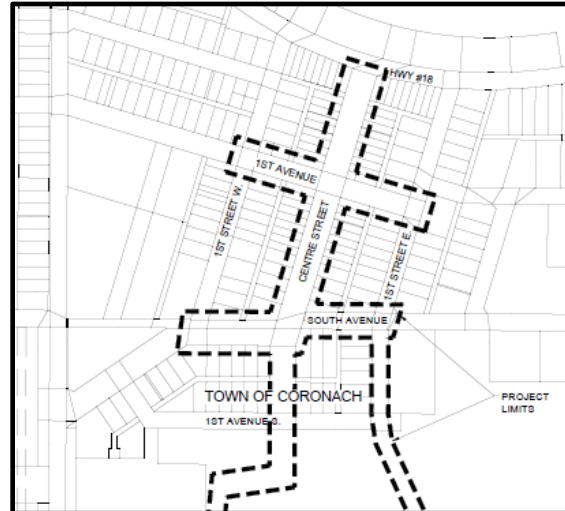 HWY #18
1ST AVENUE
1ST STREET W.
CENTRE STREET
1ST STREET E.
SOUTH AVENUE
TOWN OF CORONACH
PROJECT
LIMITS
1ST AVENUE S.